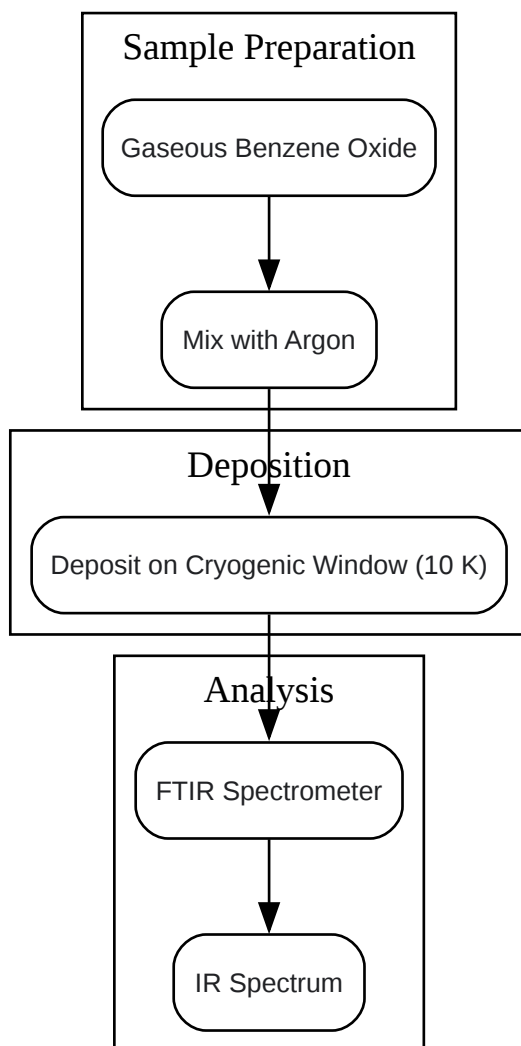 Sample Preparation
Gaseous Benzene Oxide
Mix with Argon
Deposition
Deposit on Cryogenic Window (10 K)
Analysis
FTIR Spectrometer
IR Spectrum